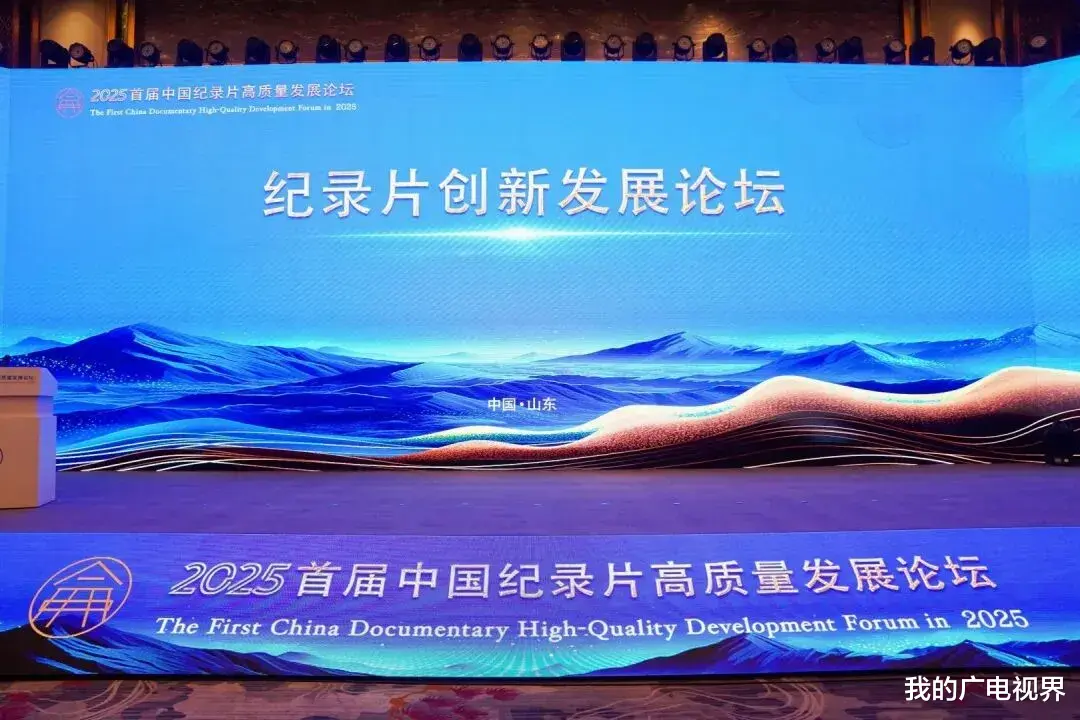 2025首届中国纪录片高质量发展论坛
The First China Documentary High-Quality Development Forum in 2025
纪录片创新发展论坛
中国·山东
2025首届中国纪录片高质量发展论坛
The First China Documentary High-Quality Development Forum in 2025
我的广电视界